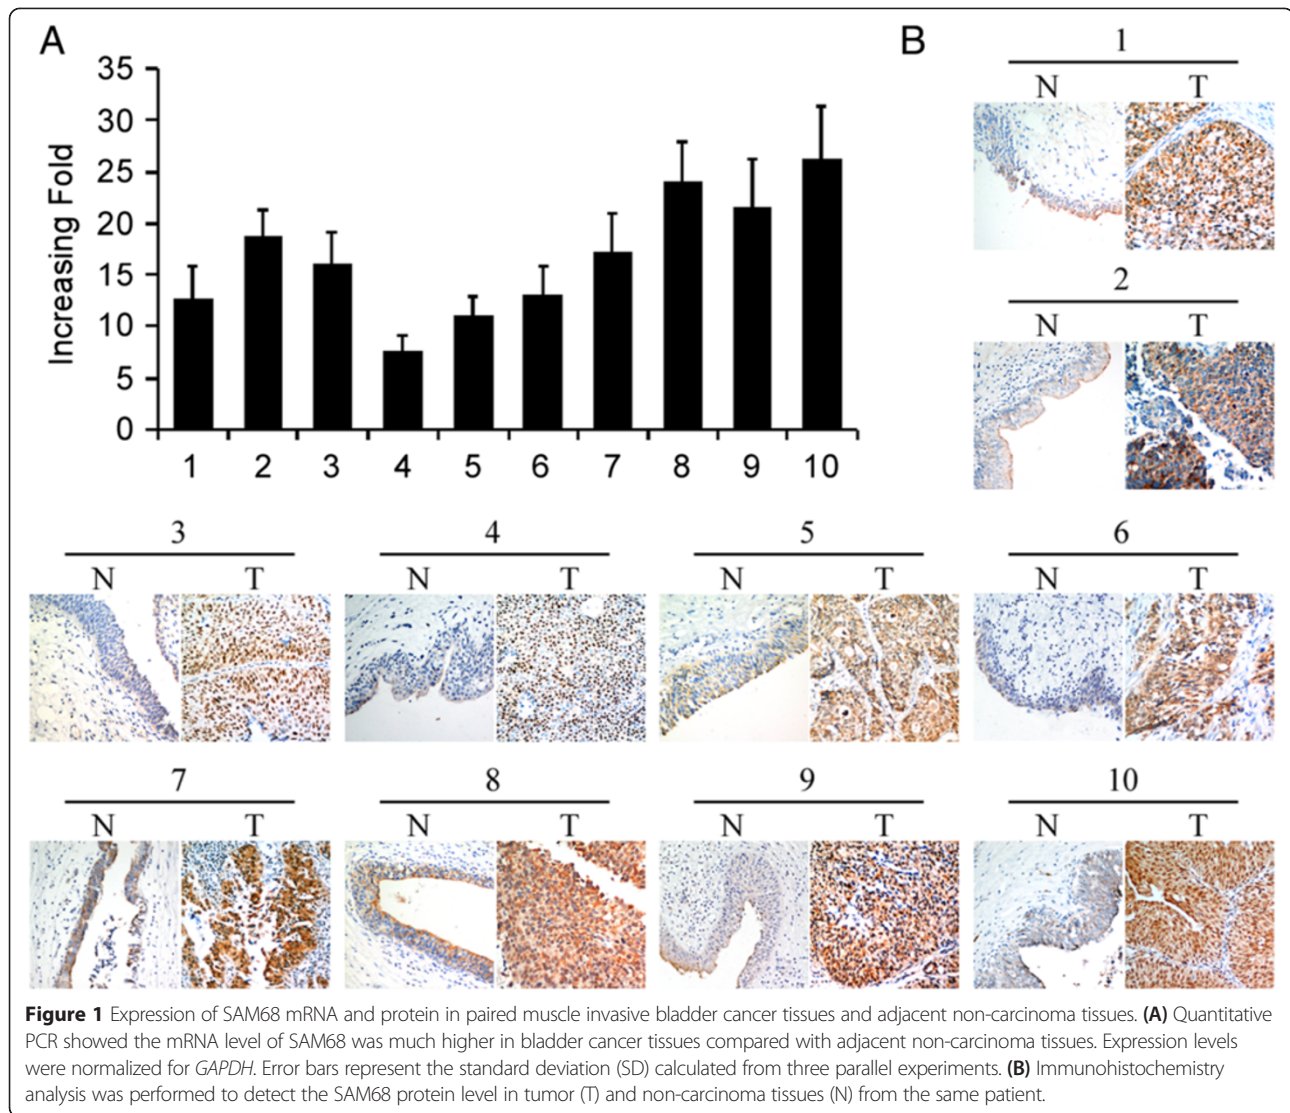 A
B
35
30
25
20
15
10
5
0
Increasing Fold
1 2 3 4 5 6 7 8 9 10
1
N T
2
N T
3 4 5 6
N T N T N T N T
7 8 9 10
N T N T N T N T
Figure 1 Expression of SAM68 mRNA and protein in paired muscle invasive bladder cancer tissues and adjacent non-carcinoma tissues. (A) Quantitative
PCR showed the mRNA level of SAM68 was much higher in bladder cancer tissues compared with adjacent non-carcinoma tissues. Expression levels
were normalized for GAPDH. Error bars represent the standard deviation (SD) calculated from three parallel experiments. (B) Immunohistochemistry
analysis was performed to detect the SAM68 protein level in tumor (T) and non-carcinoma tissues (N) from the same patient.